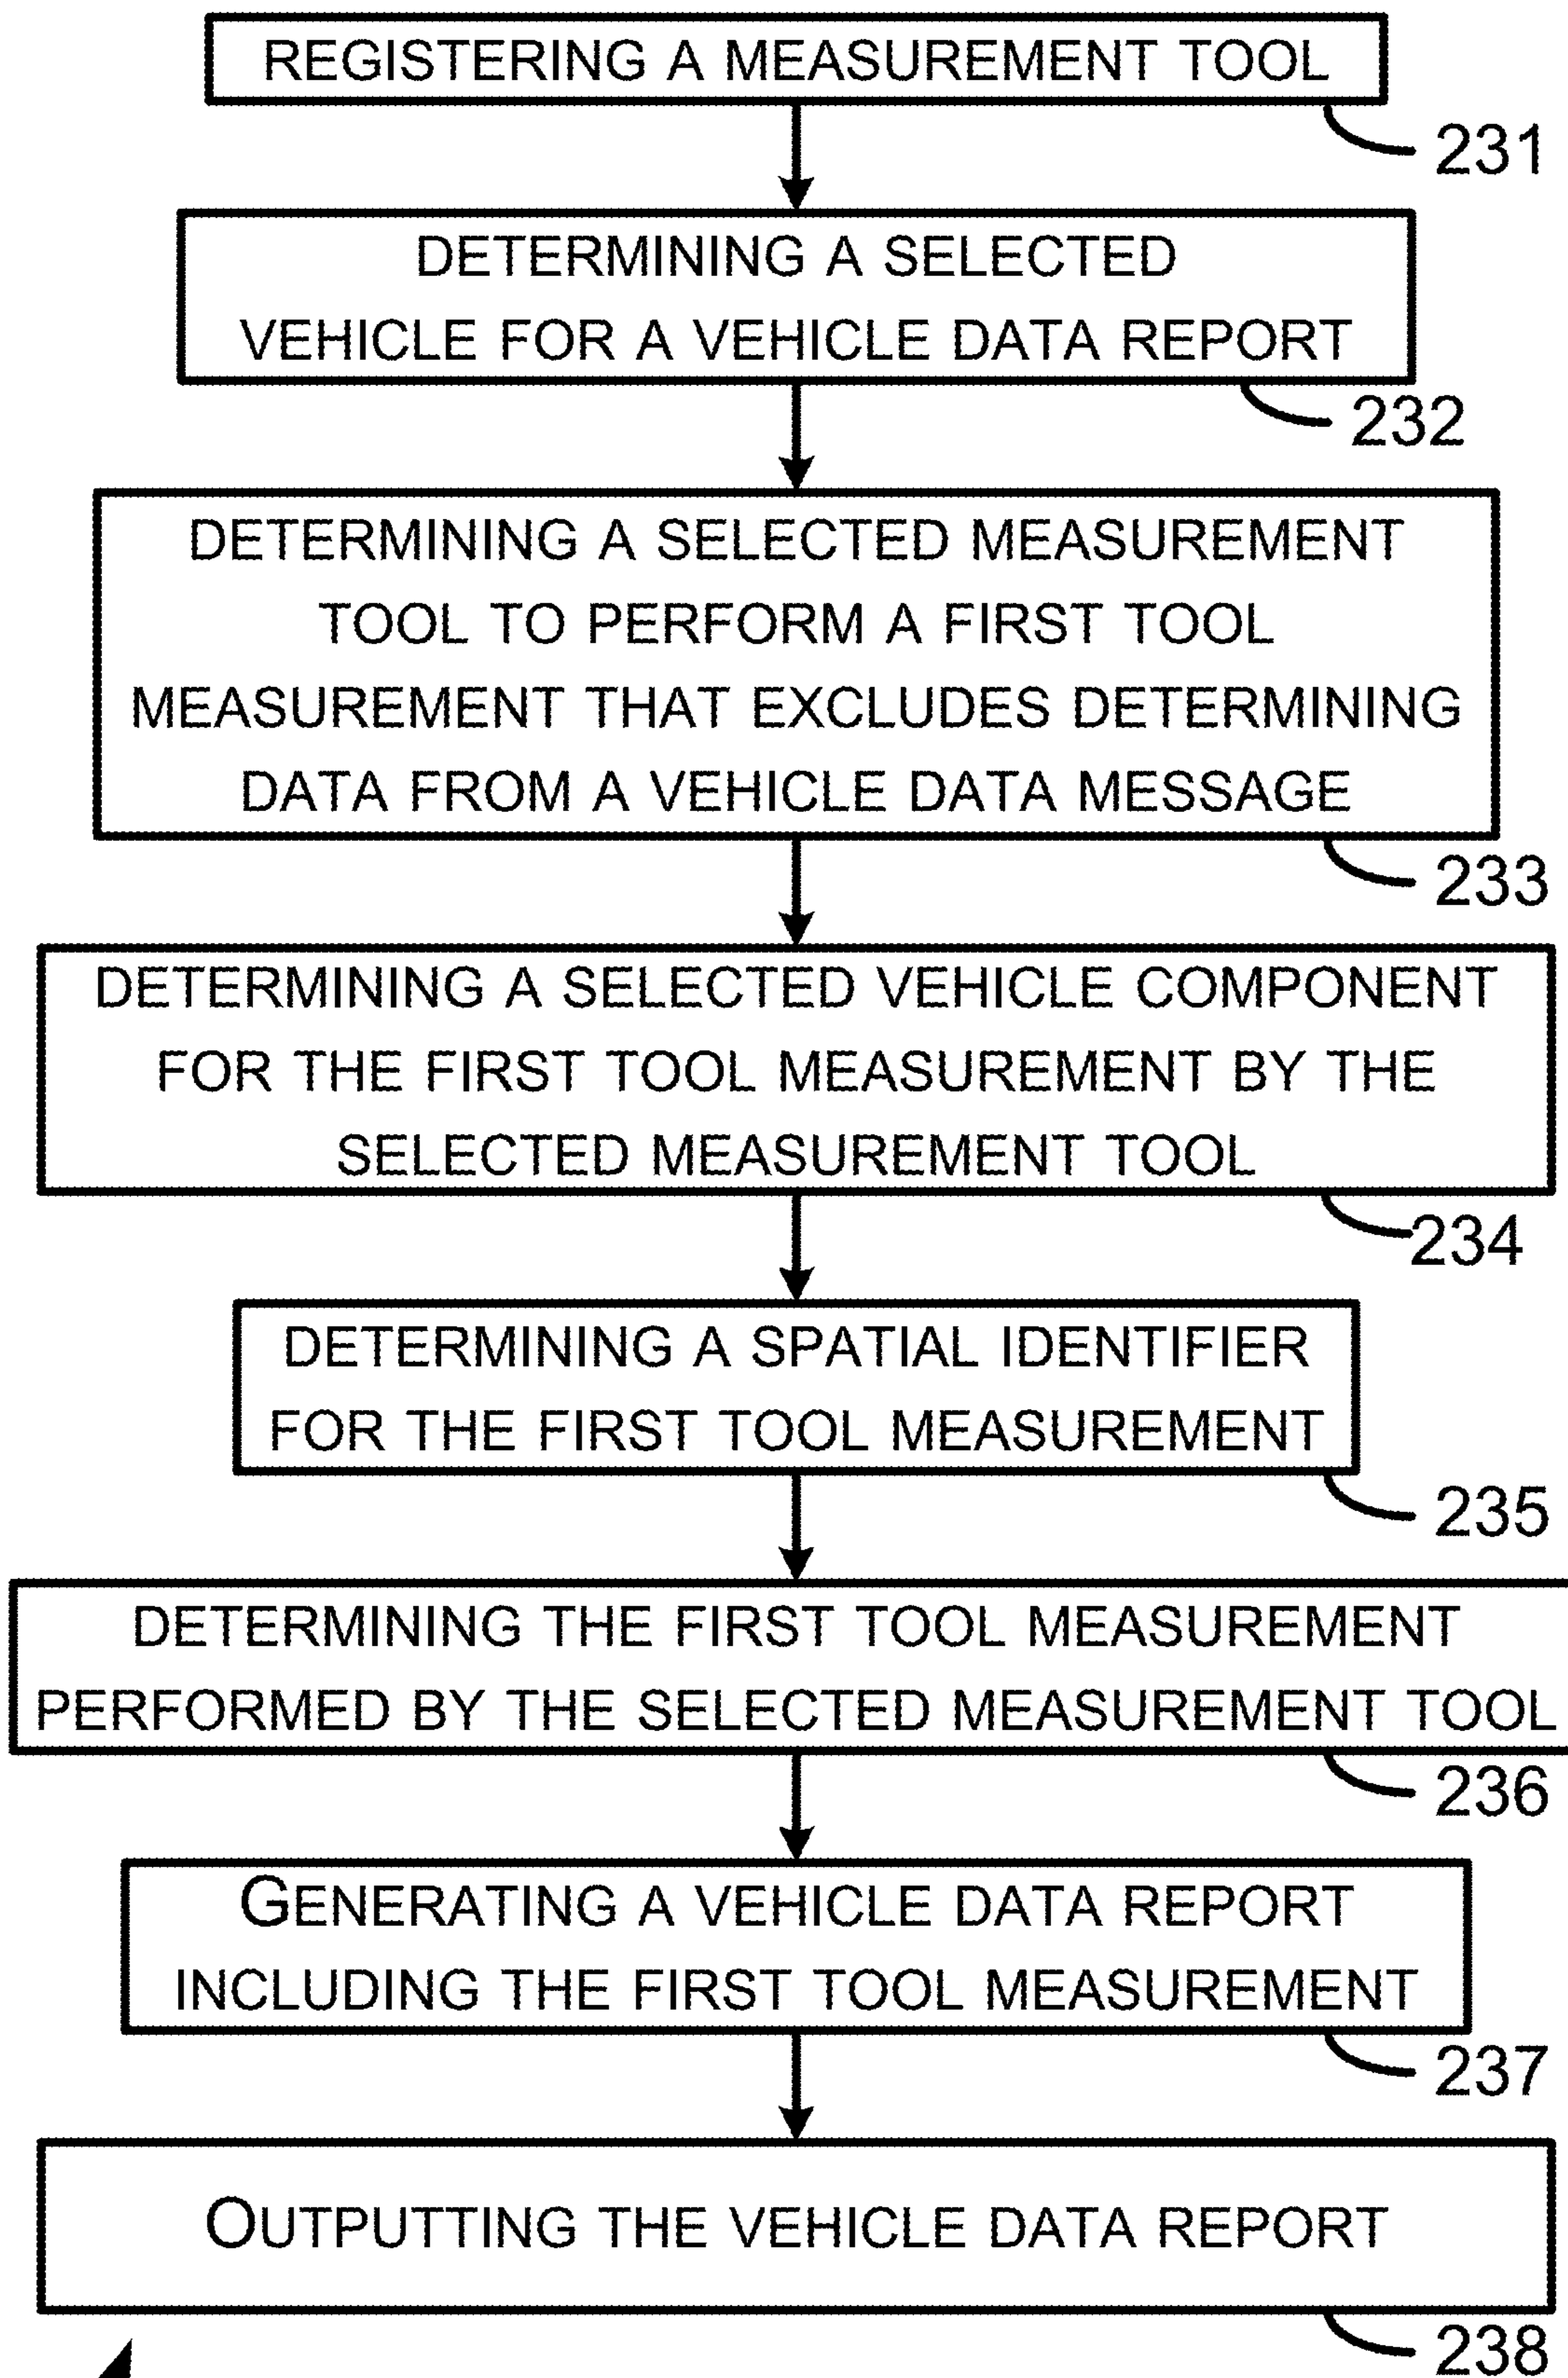 REGISTERING A MEASUREMENT TOOL
231
DETERMINING A SELECTED
VEHICLE FOR A VEHICLE DATA REPORT
232
DETERMINING A SELECTED MEASUREMENT
TOOL TO PERFORM A FIRST TOOL
MEASUREMENT THAT EXCLUDES DETERMINING
DATA FROM A VEHICLE DATA MESSAGE
233
DETERMINING A SELECTED VEHICLE COMPONENT
FOR THE FIRST TOOL MEASUREMENT BY THE
SELECTED MEASUREMENT TOOL
234
DETERMINING A SPATIAL IDENTIFIER
FOR THE FIRST TOOL MEASUREMENT
235
DETERMINING THE FIRST TOOL MEASUREMENT
PERFORMED BY THE SELECTED MEASUREMENT TOOL
236
GENERATING A VEHICLE DATA REPORT
INCLUDING THE FIRST TOOL MEASUREMENT
237
OUTPUTTING THE VEHICLE DATA REPORT
238